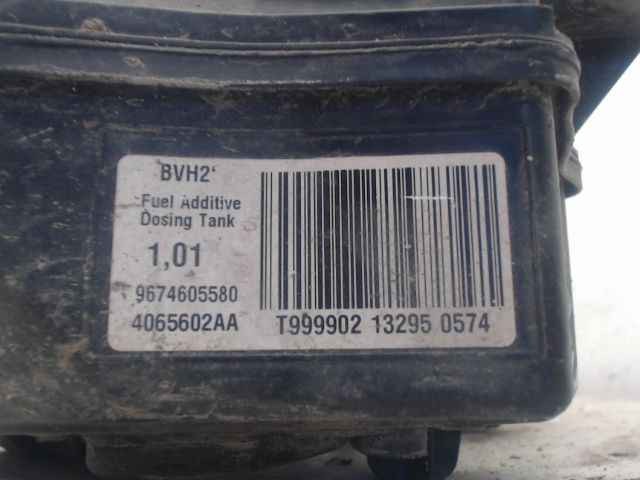 BVH2'
Fuel Additive
Dosing Tank
1,01
9674605580
4065602AA
T999902 13295 0574